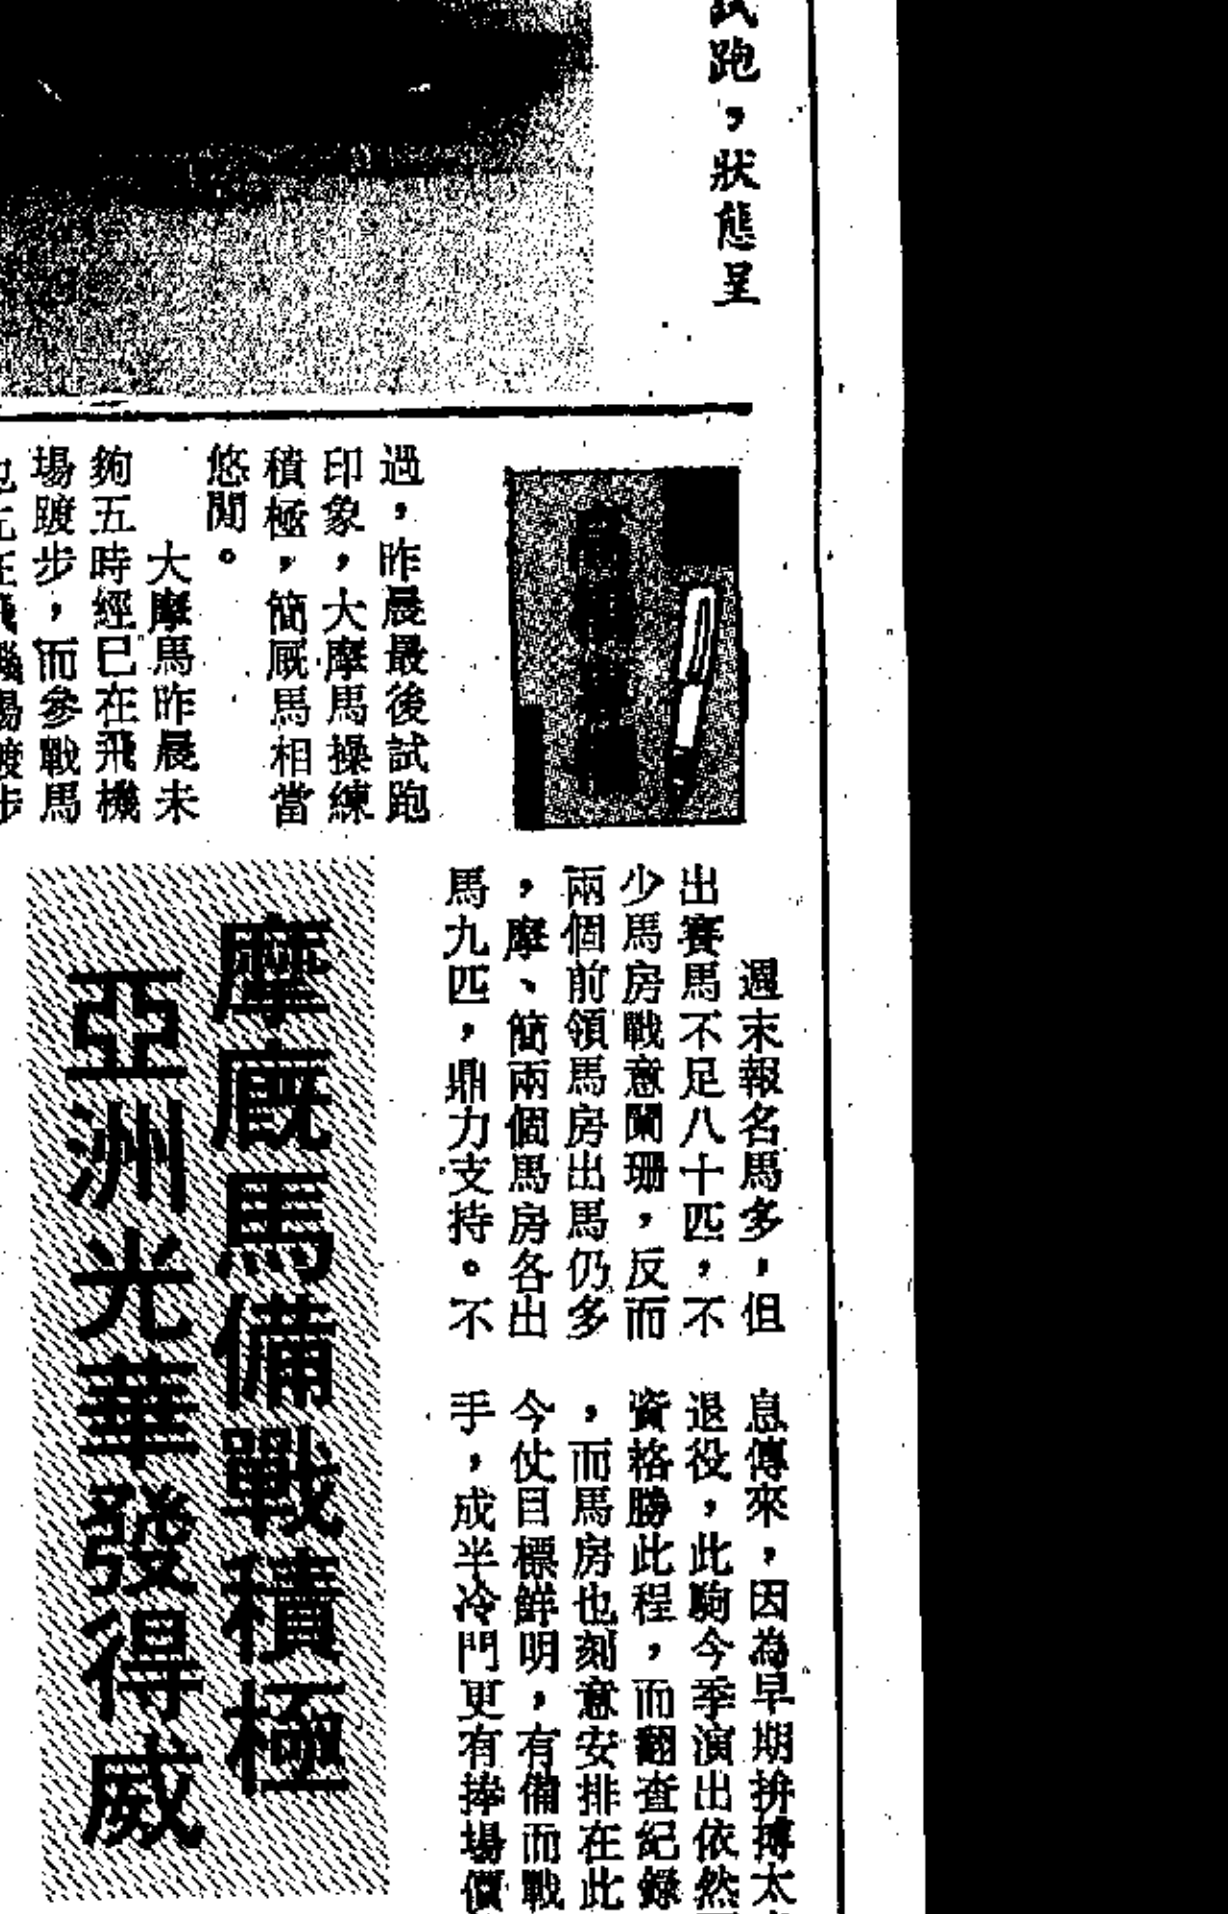 試跑，狀態呈
摩廐馬備戰積極
亞洲光華發得威
週末報名馬多，但
出賽馬不足八十匹，不
少馬房戰意闌珊，反而
兩個前領馬房出馬仍多
，摩、簡兩個馬房各出
馬九匹，鼎力支持。不
過，昨晨最後試跑
印象，大摩馬操練
積極，簡廐馬相當
悠閒。
大摩馬昨晨未
夠五時經已在飛機
場踱步，而參戰馬
息傳來，因為早期拚搏太
退役，此駒今季演出依然
資格勝此程，而翻查紀錄
，而馬房也刻意安排在此
今仗目標鮮明，有備而戰
手，成半冷門更有捧場價